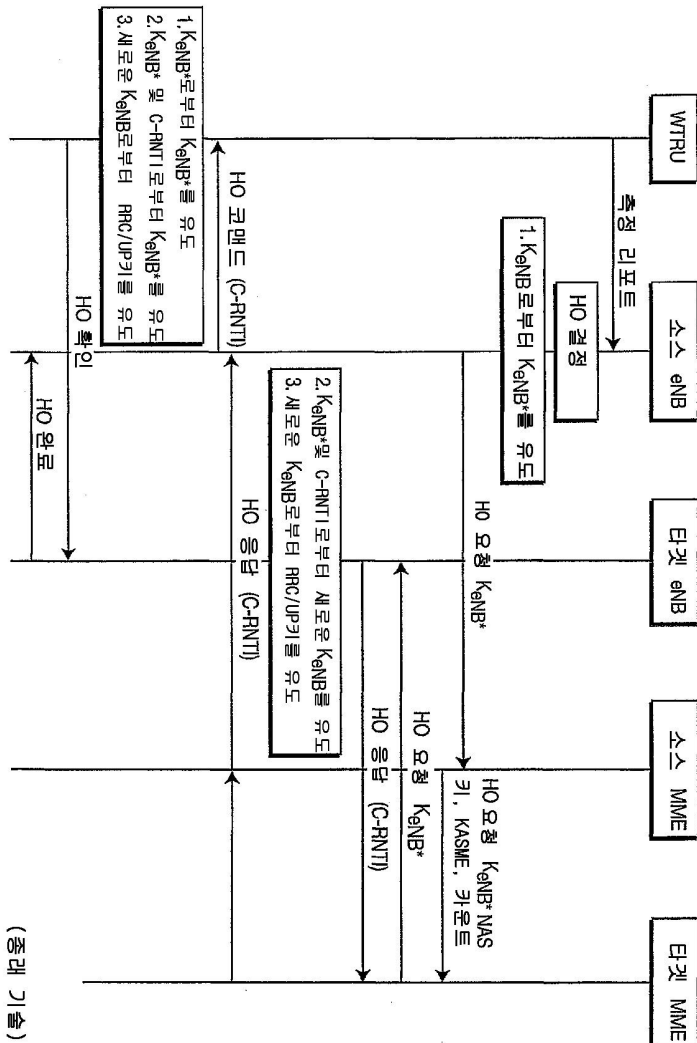 WTRU
소스 eNB
타겟 eNB
소스 MME
타겟 MME
측정 리포트
HO 결정
1.KeNB로부터 KeNB*를 유도
HO 요청 KeNB*
HO 요청 KeNB* NAS
키, KASME, 카운트
HO 요청 KeNB*
HO 응답 (C-RNTI)
2.KeNB*및 C-RNTI로부터 새로운 KeNB를 유도
3.새로운 KeNB로부터 RRC/UP키를 유도
HO 응답 (C-RNTI)
HO 코맨드 (C-RNTI)
1.KeNB*로부터 KeNB*를 유도
2.KeNB* 및 C-RNTI로부터 KeNB*를 유도
3.새로운 KeNB로부터 RRC/UP키를 유도
HO 확인
HO 완료
(종래 기술)